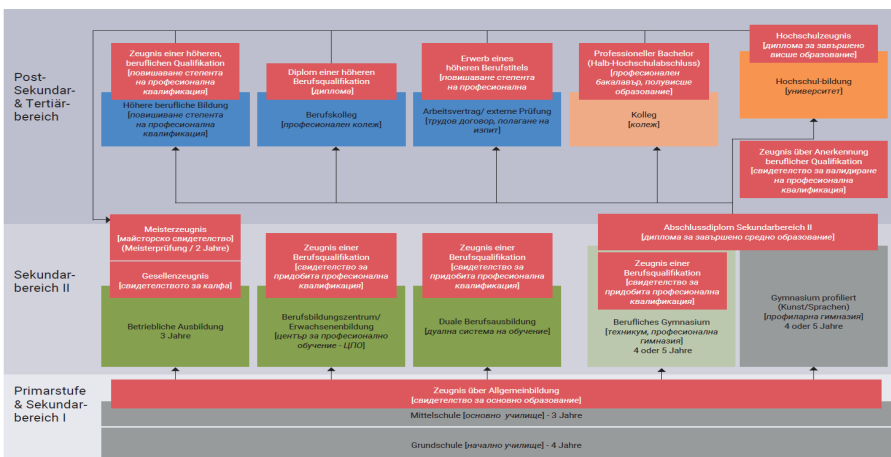 Post-
Sekundar-
& Tertiär-
bereich
Zeugnis einer höheren,
beruflichen Qualifikation
[повишаване степента
на професионална
квалификация]
Höhere berufliche Bildung
[повишаване степента
на професионална
квалификация]
Diplom einer höheren
Berufsqualifikation
[диплома]
Berufskolleg
[професионален колеж]
Erwerb eines
höheren Berufstitels
[повишаване степента
на професионална
Arbeitsvertrag/ externe Prüfung
[трудов договор, полагане на
изпит]
Professioneller Bachelor
(Halb-Hochschulabschluss)
[професионален
бакалавър, полувисше
образование]
Kolleg
[колеж]
Hochschulzeugnis
[диплома за завършено
висше образование]
Hochschul-bildung
[университет]
Zeugnis über Anerkennung
beruflicher Qualifikation
[свидетелство за валидиране
на професионална
квалификация]
Sekundar-
bereich II
Meisterzeugnis
[майсторско свидетелство]
(Meisterprüfung / 2 Jahre)
Gesellenzeugnis
[свидетелството за калфа]
Betriebliche Ausbildung
3 Jahre
Zeugnis einer
Berufsqualifikation
[свидетелство за
придобита професионална
квалификация]
Berufsbildungszentrum/
Erwachsenenbildung
[център за професионално
обучение - ЦПО]
Zeugnis einer
Berufsqualifikation
[свидетелство за
придобита професионална
квалификация]
Duale Berufsausbildung
[дуална система на обучение]
Abschlussdiplom Sekundarbereich II
[диплома за завършено средно образование]
Zeugnis einer
Berufsqualifikation
[свидетелство за
придобита професионална
квалификация]
Berufliches Gymnasium
[техникум, професионална
гимназия]
4 oder 5 Jahre
Gymnasium profiliert
(Kunst/Sprachen)
[профиларна гимназия]
4 oder 5 Jahre
Primarstufe
& Sekundar-
bereich I
Zeugnis über Allgemeinbildung
[свидетелство за основно образование]
Mittelschule [основно училище] - 3 Jahre
Grundschule [начално училище] - 4 Jahre